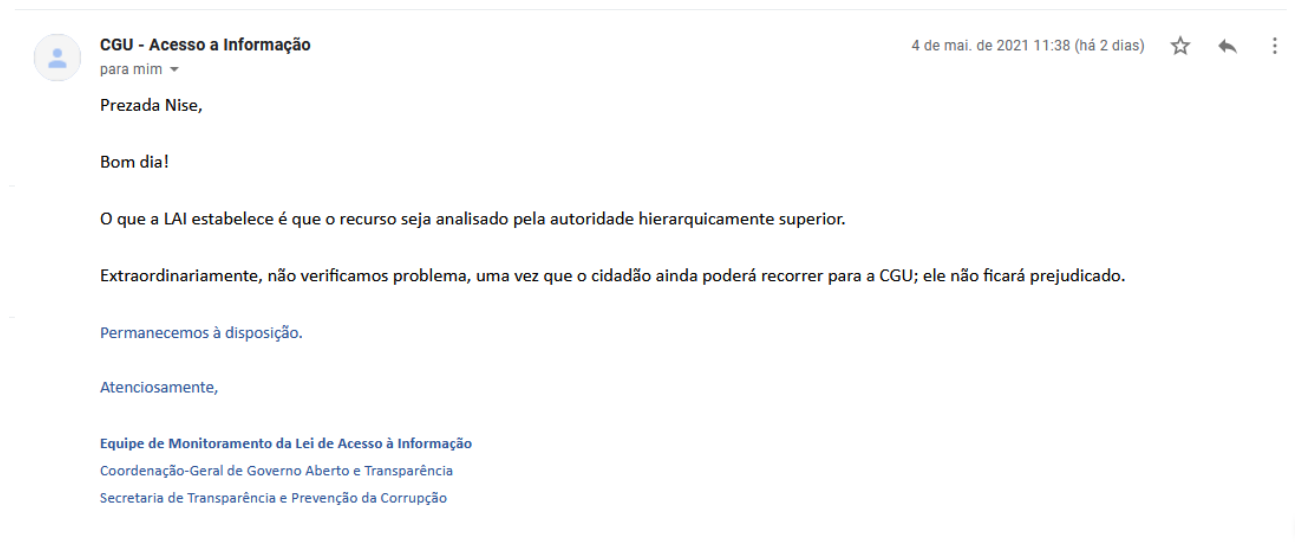 CGU - Acesso a Informação
4 de mai. de 2021 11:38 (há 2 dias)
para mim
Prezada Nise,
Bom dia!
O que a LAI estabelece é que o recurso seja analisado pela autoridade hierarquicamente superior.
Extraordinariamente, não verificamos problema, uma vez que o cidadão ainda poderá recorrer para a CGU; ele não ficará prejudicado.
Permanecemos à disposição.
Atenciosamente,
Equipe de Monitoramento da Lei de Acesso à Informação
Coordenação-Geral de Governo Aberto e Transparência
Secretaria de Transparência e Prevenção da Corrupção